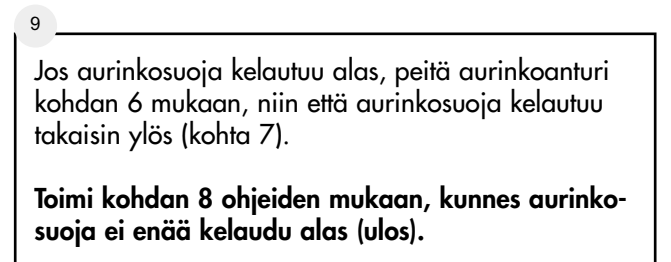 9
Jos aurinkosuoja kelautuu alas, peitä aurinkoanturi
kohdan 6 mukaan, niin että aurinkosuoja kelautuu
takaisin ylös (kohta 7).
Toimi kohdan 8 ohjeiden mukaan, kunnes aurinko-
suoja ei enää kelaudu alas (ulos).